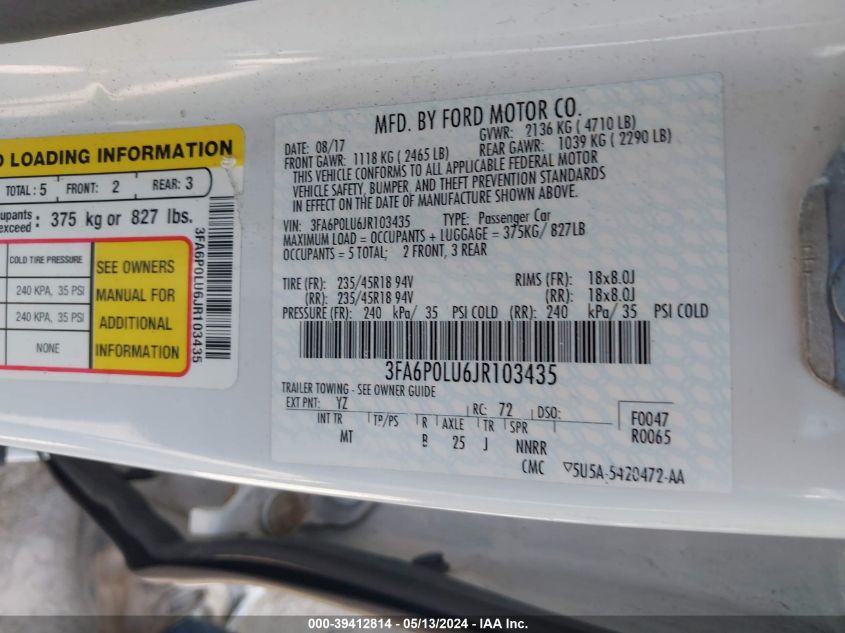 O LOADING INFORMATION
TOTAL: 5 FRONT: 2 REAR: 3
upants exceed : 375 kg or 827 lbs.
COLD TIRE PRESSURE
240 KPA, 35 PSI
240 KPA, 35 PSI
NONE
SEE OWNERS
MANUAL FOR
ADDITIONAL
INFORMATION
3FA6P0LU6JR103435
MFD. BY FORD MOTOR CO.
DATE: 08/17 GVWR: 2136 KG ( 4710 LB)
FRONT GAWR: 1118 KG ( 2465 LB) REAR GAWR: 1039 KG ( 2290 LB)
THIS VEHICLE CONFORMS TO ALL APPLICABLE FEDERAL MOTOR
VEHICLE SAFETY, BUMPER, AND THEFT PREVENTION STANDARDS
IN EFFECT ON THE DATE OF MANUFACTURE SHOWN ABOVE.
VIN: 3FA6P0LU6JR103435 TYPE: Passenger Car
MAXIMUM LOAD = OCCUPANTS + LUGGAGE = 375KG/ 827LB
OCCUPANTS = 5 TOTAL; 2 FRONT, 3 REAR
TIRE (FR): 235/45R18 94V RIMS (FR): 18x8.0J
(RR): 235/45R18 94V (RR): 18x8.0J
PRESSURE (FR): 240 kPa/ 35 PSI COLD (RR): 240 kPa/ 35 PSI COLD
3FA6P0LU6JR103435
TRAILER TOWING - SEE OWNER GUIDE
EXT PNT: YZ RC: 72 DSO: F0047
INT TR TP/PS R AXLE TR SPR R0065
MT B 25 J NNRR
CMC 5U5A-5420472-AA
000-39412814 - 05/13/2024 - IAA Inc.